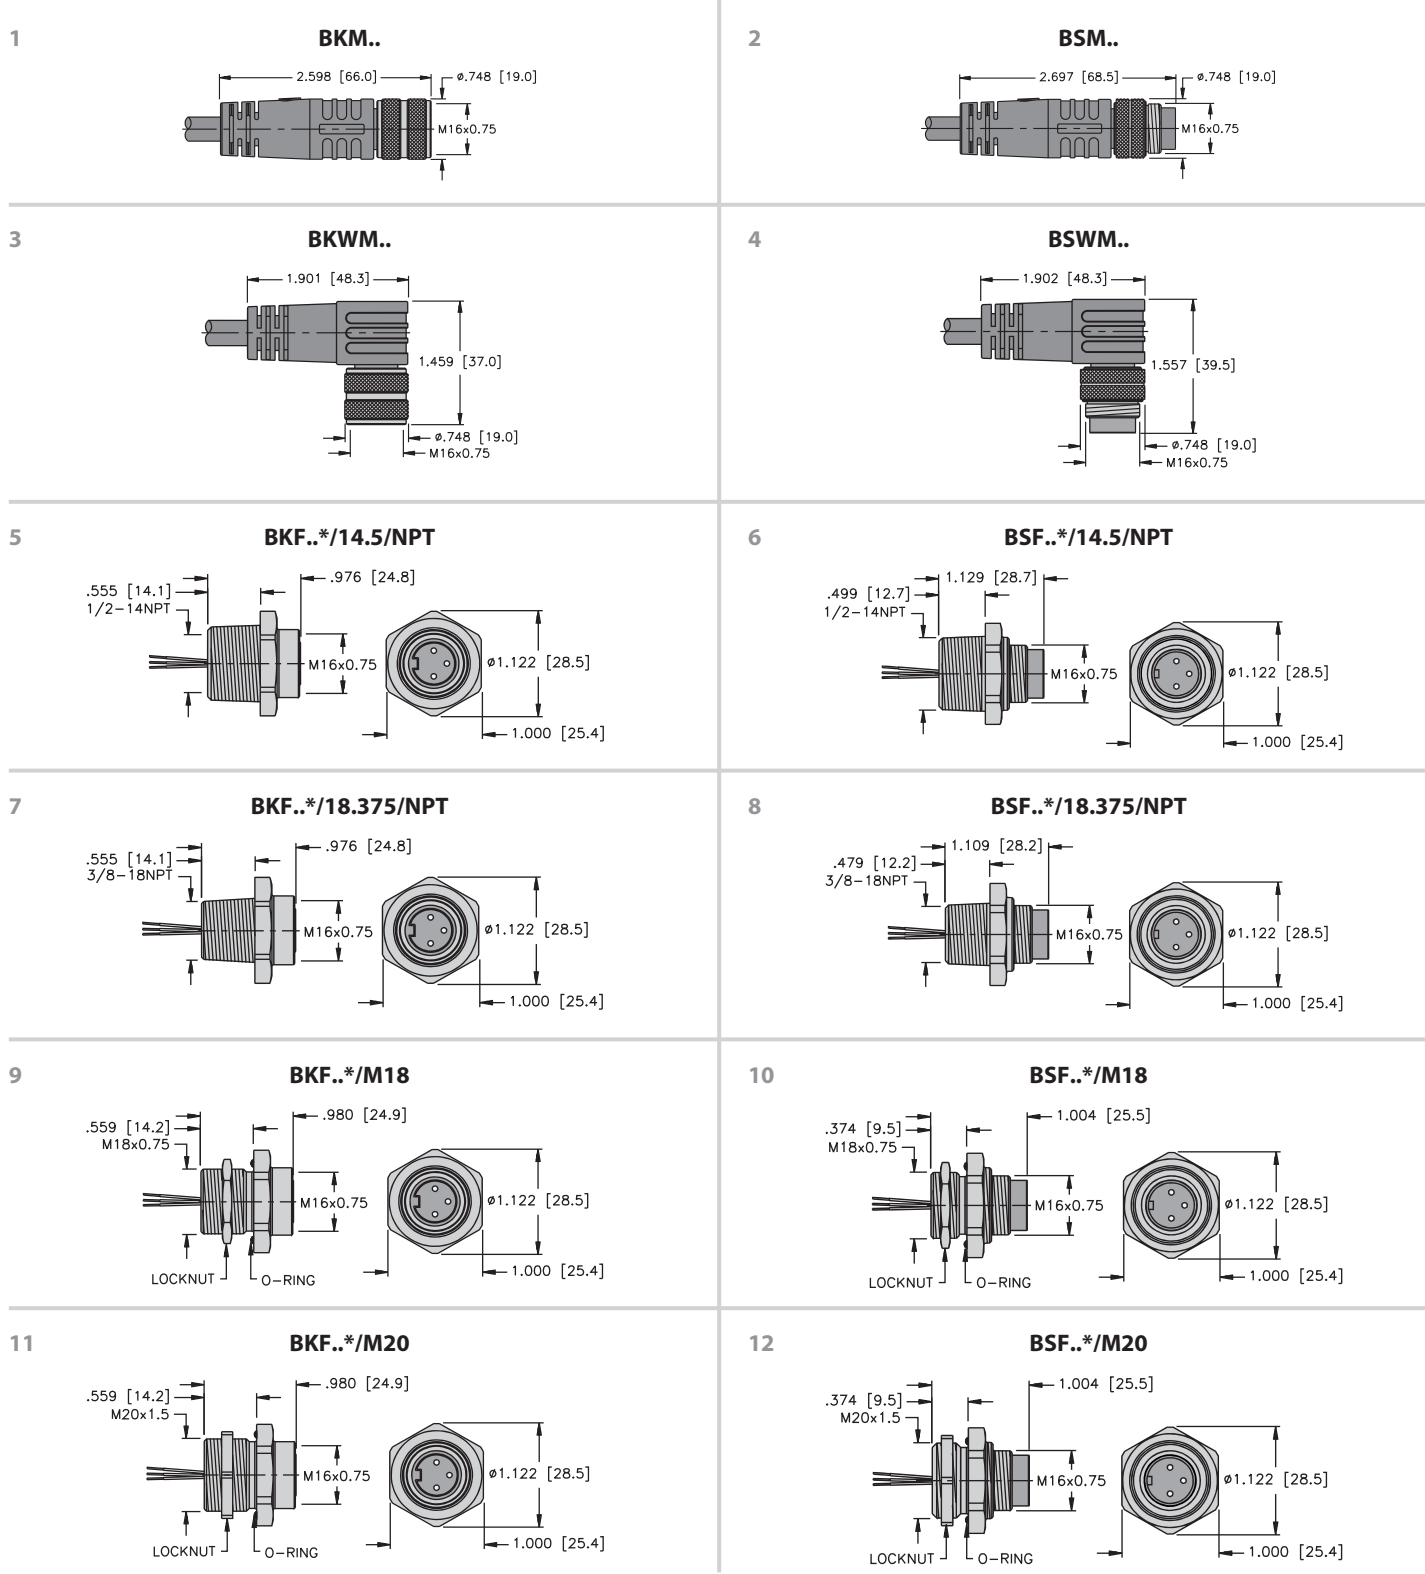 1
BKM..
2.598 [66.0]
ø.748 [19.0]
M16x0.75
2
BSM..
2.697 [68.5]
ø.748 [19.0]
M16x0.75
3
BKWM..
1.901 [48.3]
1.459 [37.0]
ø.748 [19.0]
M16x0.75
4
BSWM..
1.902 [48.3]
1.557 [39.5]
ø.748 [19.0]
M16x0.75
5
BKF..*/14.5/NPT
.976 [24.8]
.555 [14.1]
1/2-14NPT
M16x0.75
ø1.122 [28.5]
1.000 [25.4]
6
BSF..*/14.5/NPT
1.129 [28.7]
.499 [12.7]
1/2-14NPT
M16x0.75
ø1.122 [28.5]
1.000 [25.4]
7
BKF..*/18.375/NPT
.976 [24.8]
.555 [14.1]
3/8-18NPT
M16x0.75
ø1.122 [28.5]
1.000 [25.4]
8
BSF..*/18.375/NPT
1.109 [28.2]
.479 [12.2]
3/8-18NPT
M16x0.75
ø1.122 [28.5]
1.000 [25.4]
9
BKF..*/M18
.980 [24.9]
.559 [14.2]
M18x0.75
M16x0.75
ø1.122 [28.5]
1.000 [25.4]
LOCKNUT
O-RING
10
BSF..*/M18
1.004 [25.5]
.374 [9.5]
M18x0.75
M16x0.75
ø1.122 [28.5]
1.000 [25.4]
LOCKNUT
O-RING
11
BKF..*/M20
.980 [24.9]
.559 [14.2]
M20x1.5
M16x0.75
ø1.122 [28.5]
1.000 [25.4]
LOCKNUT
O-RING
12
BSF..*/M20
1.004 [25.5]
.374 [9.5]
M20x1.5
M16x0.75
ø1.122 [28.5]
1.000 [25.4]
LOCKNUT
O-RING